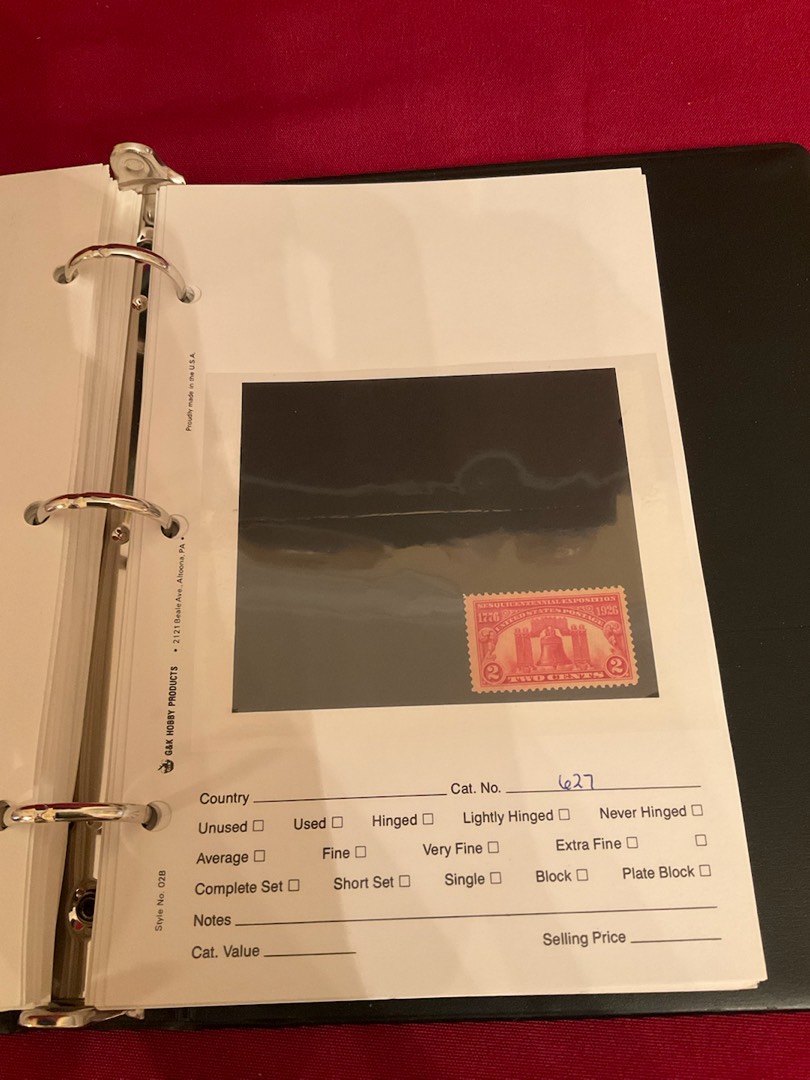 SESQUICENTENNIAL EXPOSITION
1776 1926
UNITED STATES POSTAGE
2 TWO CENTS 2
Country Cat. No. 627
Unused ☐ Used ☐ Hinged ☐ Lightly Hinged ☐ Never Hinged ☐
Average ☐ Fine ☐ Very Fine ☐ Extra Fine ☐ ☐
Complete Set ☐ Short Set ☐ Single ☐ Block ☐ Plate Block ☐
Notes
Cat. Value Selling Price
Style No. 02B G&K HOBBY PRODUCTS • 2121 Beale Ave., Altoona, PA • Proudly made in the U.S.A.